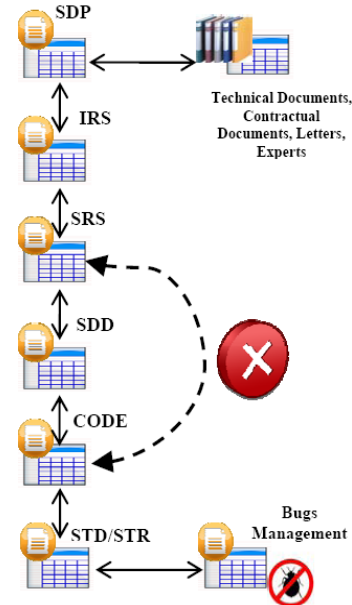 SDP
Technical Documents,
Contractual
Documents, Letters,
Experts
IRS
SRS
SDD
CODE
STD/STR
Bugs
Management